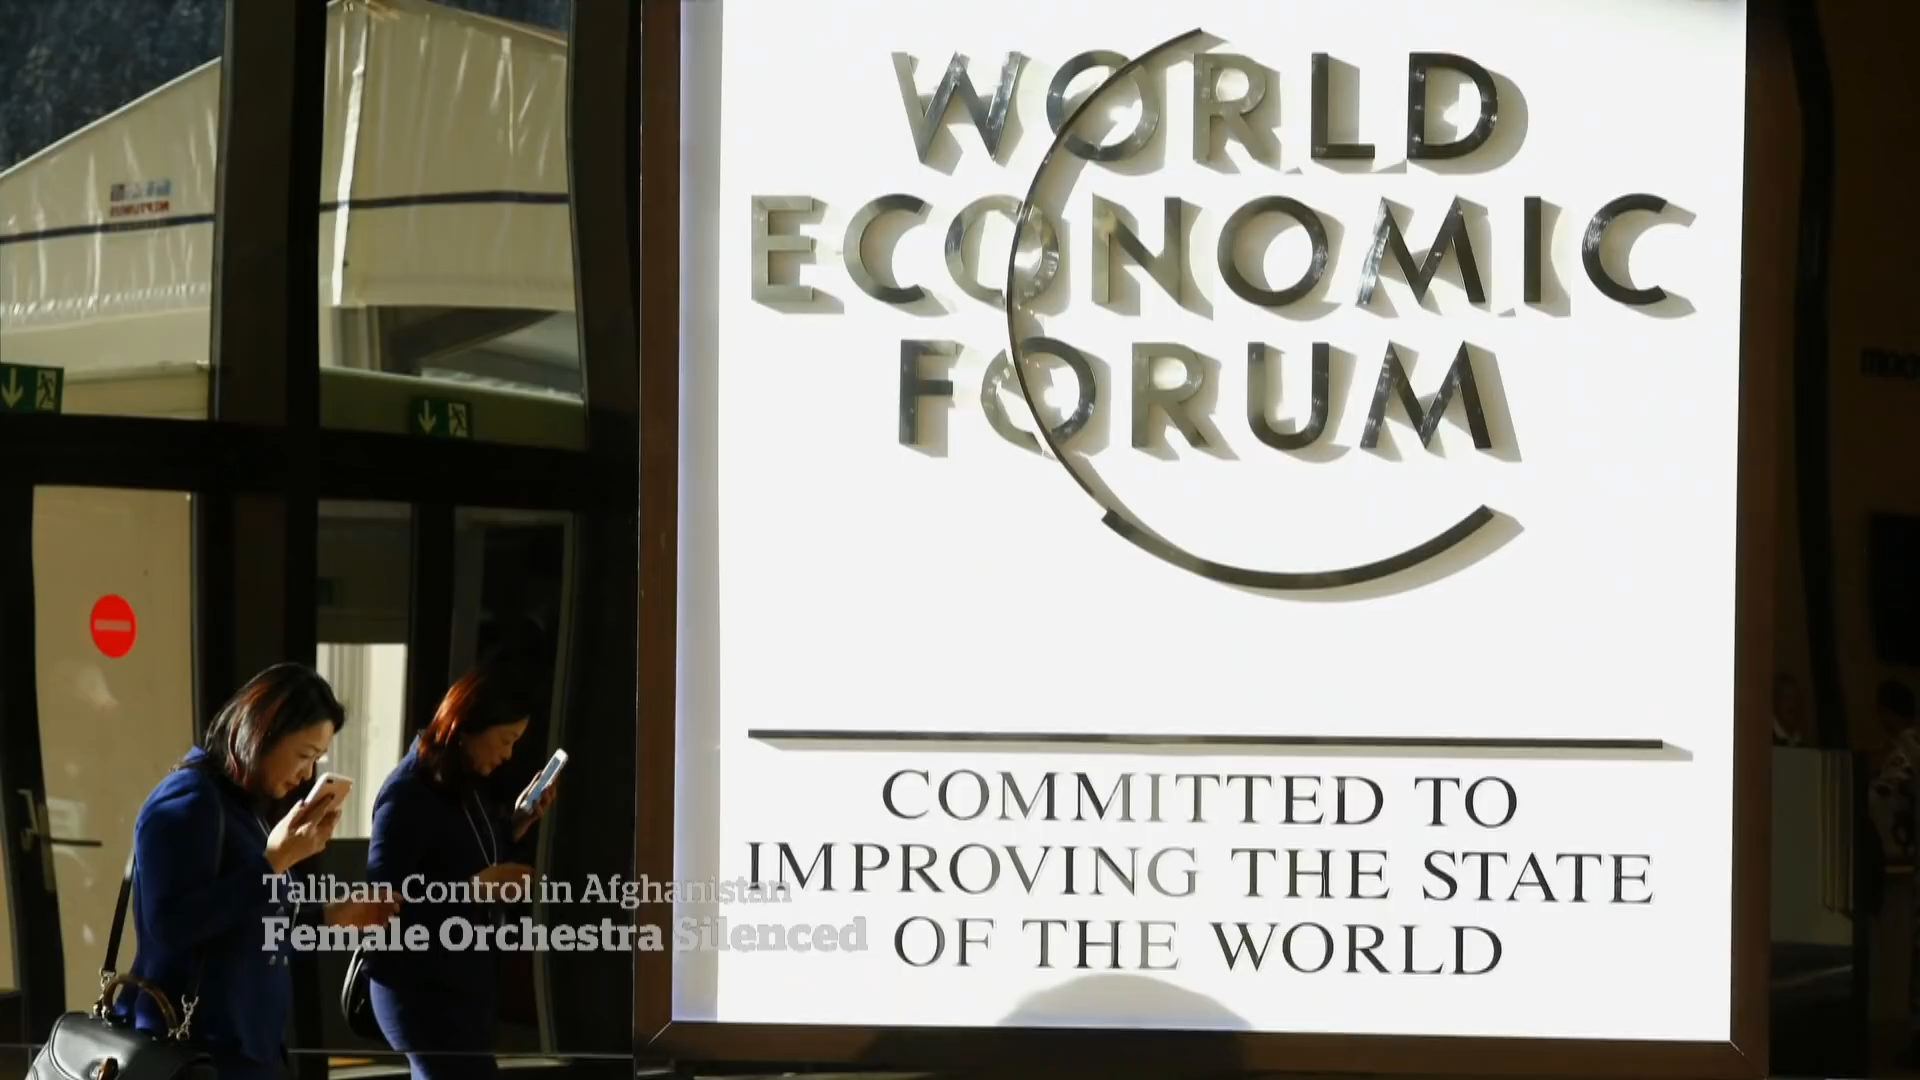 WORLD
ECONOMIC
FORUM
COMMITTED TO
IMPROVING THE STATE
OF THE WORLD
Taliban Control in Afghanistan
Female Orchestra Silenced